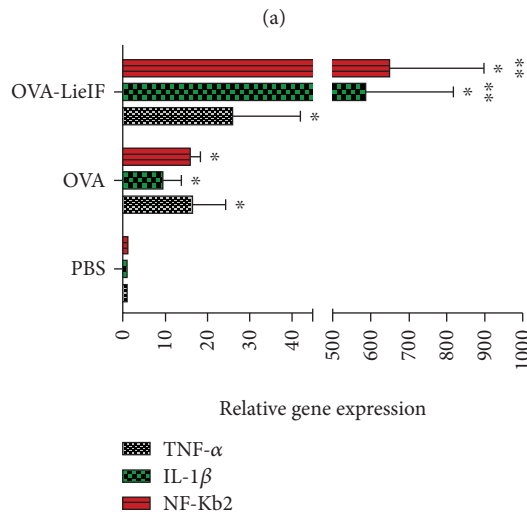 (a)
OVA-LieIF
* **
* **
*
OVA
*
*
*
PBS
0 10 20 30 40 500 600 700 800 900 1000
Relative gene expression
TNF-α
IL-1β
NF-Kb2